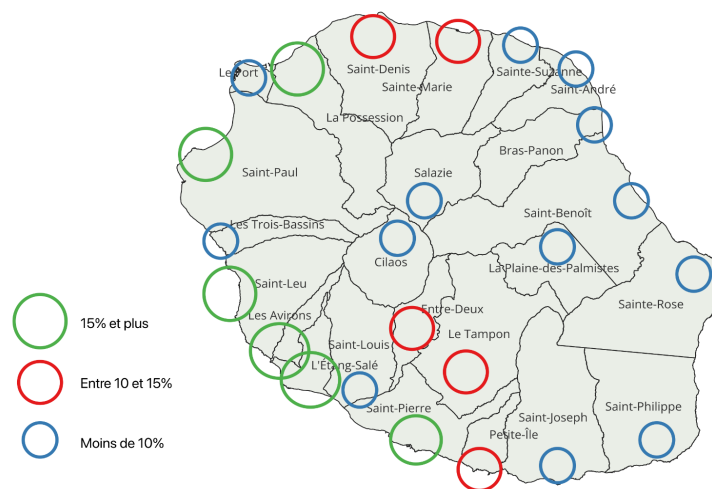 Le Port
Saint-Denis
Sainte-Marie
Sainte-Suzanne
Saint-André
La Possession
Bras-Panon
Saint-Paul
Salazie
Les Trois-Bassins
Saint-Benoît
Cilaos
La Plaine-des-Palmistes
Saint-Leu
Sainte-Rose
Les Avirons
Entre-Deux
15% et plus
Saint-Louis
Le Tampon
L'Étang-Salé
Entre 10 et 15%
Saint-Pierre
Saint-Joseph
Saint-Philippe
Petite-Île
Moins de 10%